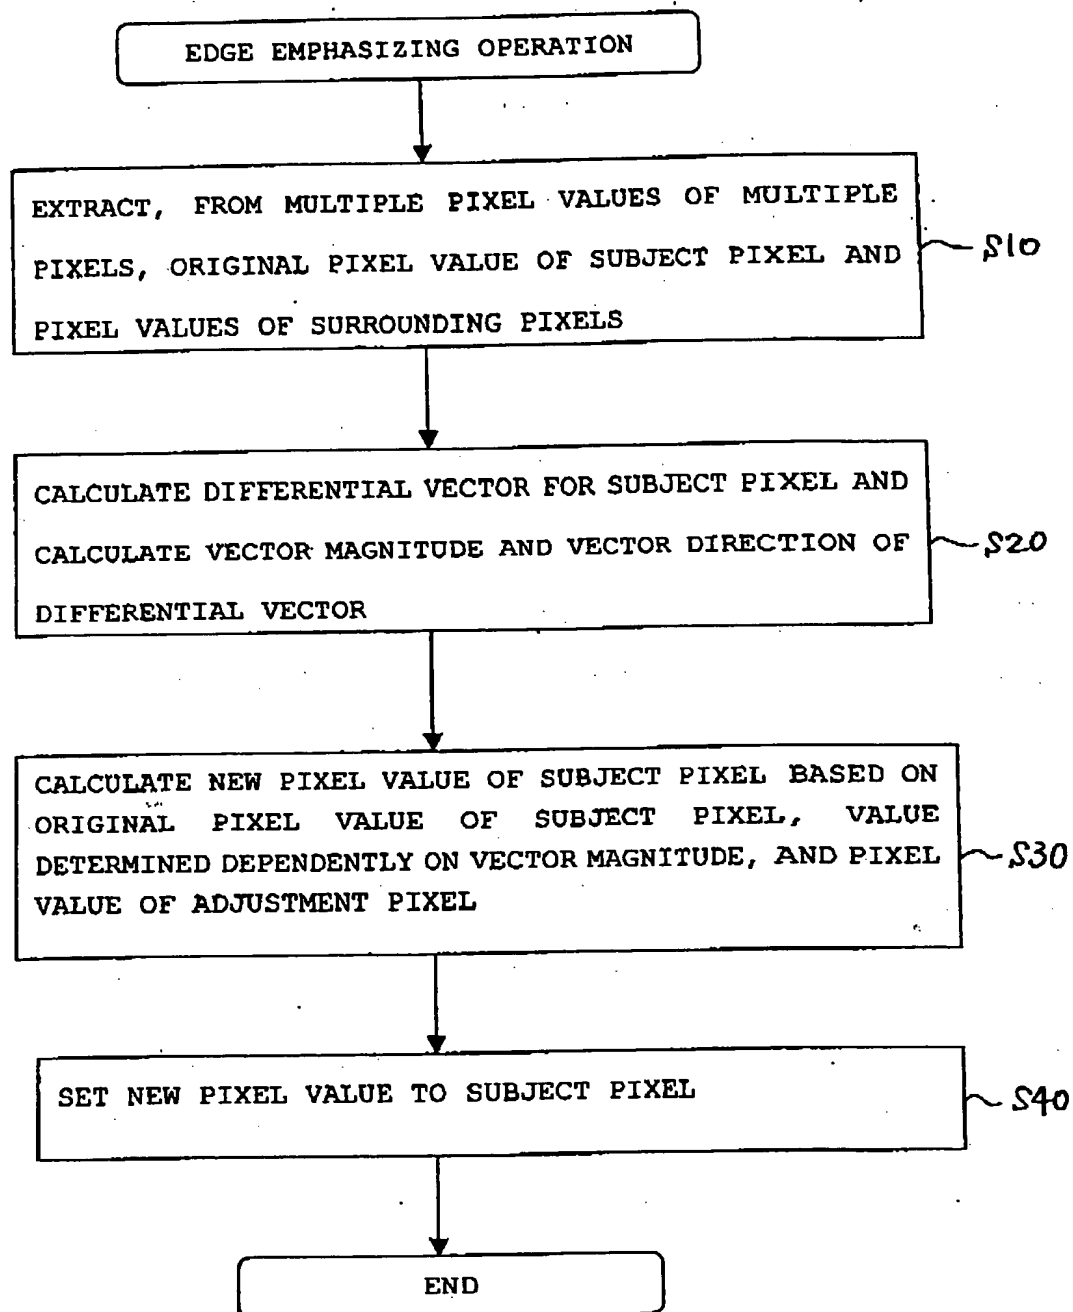 EDGE EMPHASIZING OPERATION
EXTRACT, FROM MULTIPLE PIXEL VALUES OF MULTIPLE
PIXELS, ORIGINAL PIXEL VALUE OF SUBJECT PIXEL AND
PIXEL VALUES OF SURROUNDING PIXELS
S10
CALCULATE DIFFERENTIAL VECTOR FOR SUBJECT PIXEL AND
CALCULATE VECTOR MAGNITUDE AND VECTOR DIRECTION OF
DIFFERENTIAL VECTOR
S20
CALCULATE NEW PIXEL VALUE OF SUBJECT PIXEL BASED ON
ORIGINAL PIXEL VALUE OF SUBJECT PIXEL, VALUE
DETERMINED DEPENDENTLY ON VECTOR MAGNITUDE, AND PIXEL
VALUE OF ADJUSTMENT PIXEL
S30
SET NEW PIXEL VALUE TO SUBJECT PIXEL
S40
END